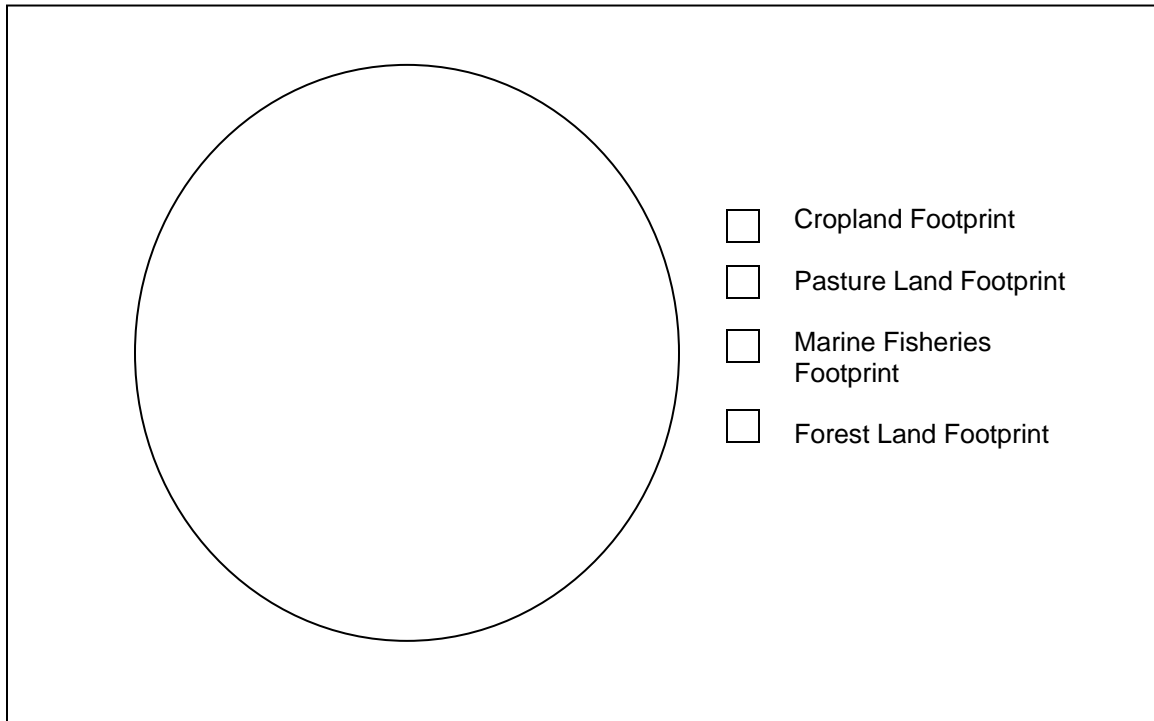 Cropland Footprint
Pasture Land Footprint
Marine Fisheries
Footprint
Forest Land Footprint